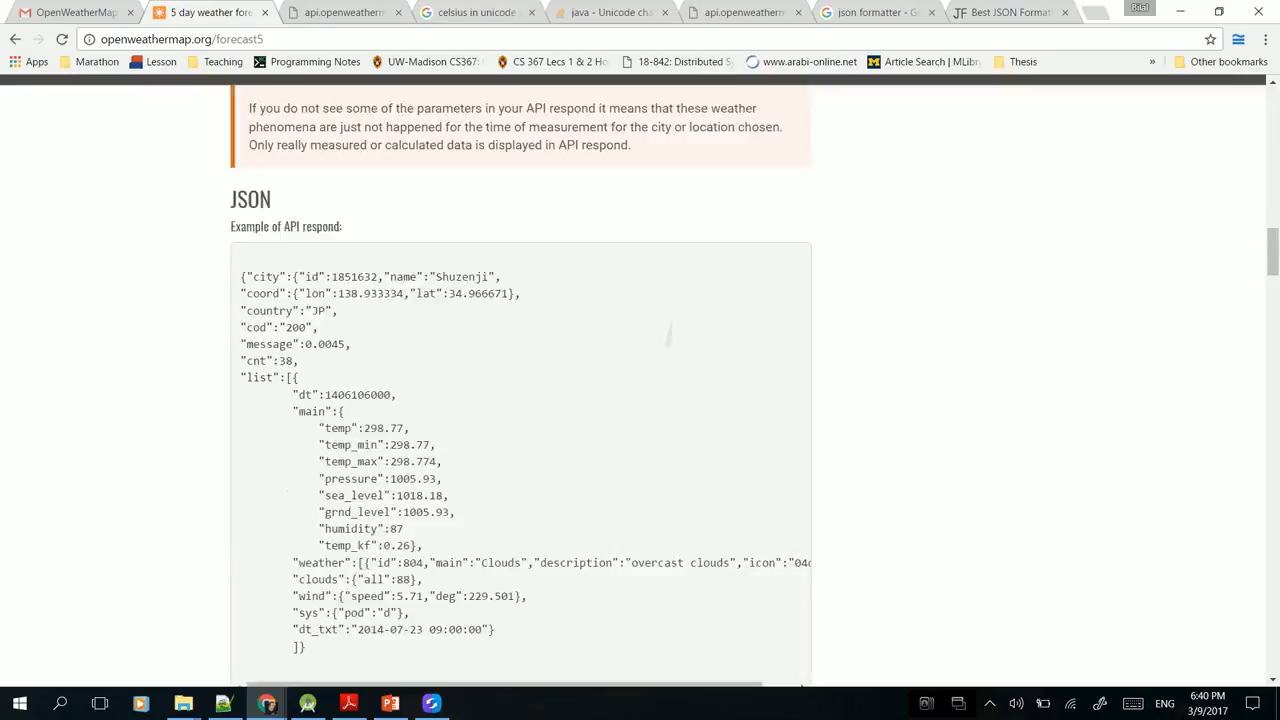 OpenWeatherMap
5 day weather fore
api.openweatherm
celsius in unicode
java - Unicode cha
api.openweatherm
json formatter - Go
Best JSON Formatt
Bilal
openweathermap.org/forecast5
Apps
Marathon
Lesson
Teaching
Programming Notes
UW-Madison CS367:
CS 367 Lecs 1 & 2 Ho
18-842: Distributed Sy
www.arabi-online.net
Article Search | MLibr
Thesis
»
Other bookmarks
If you do not see some of the parameters in your API respond it means that these weather
phenomena are just not happened for the time of measurement for the city or location chosen.
Only really measured or calculated data is displayed in API respond.
JSON
Example of API respond:
{"city":{"id":1851632,"name":"Shuzenji",
"coord":{"lon":138.933334,"lat":34.966671},
"country":"JP",
"cod":"200",
"message":0.0045,
"cnt":38,
"list":[{
"dt":1406106000,
"main":{
"temp":298.77,
"temp_min":298.77,
"temp_max":298.774,
"pressure":1005.93,
"sea_level":1018.18,
"grnd_level":1005.93,
"humidity":87
"temp_kf":0.26},
"weather":[{"id":804,"main":"Clouds","description":"overcast clouds","icon":"04d
"clouds":{"all":88},
"wind":{"speed":5.71,"deg":229.501},
"sys":{"pod":"d"},
"dt_txt":"2014-07-23 09:00:00"}
]}
ENG
6:40 PM
3/9/2017